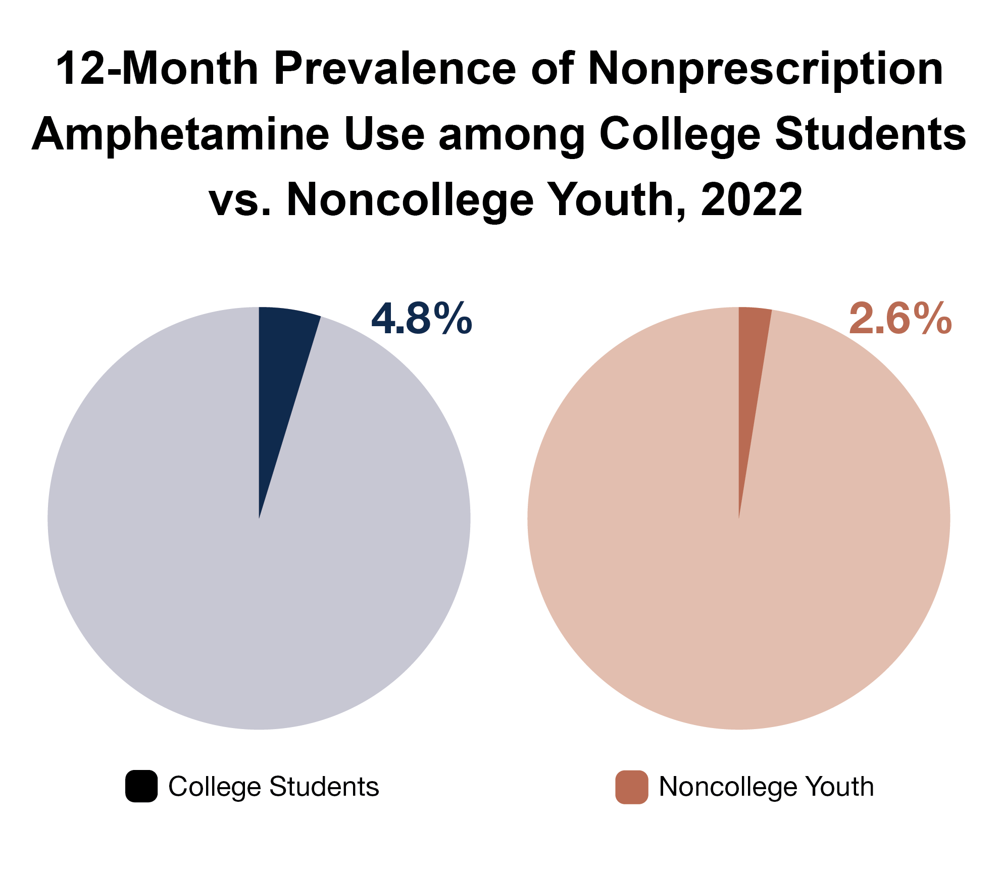 12-Month Prevalence of Nonprescription
Amphetamine Use among College Students
vs. Noncollege Youth, 2022
4.8%
2.6%
College Students
Noncollege Youth